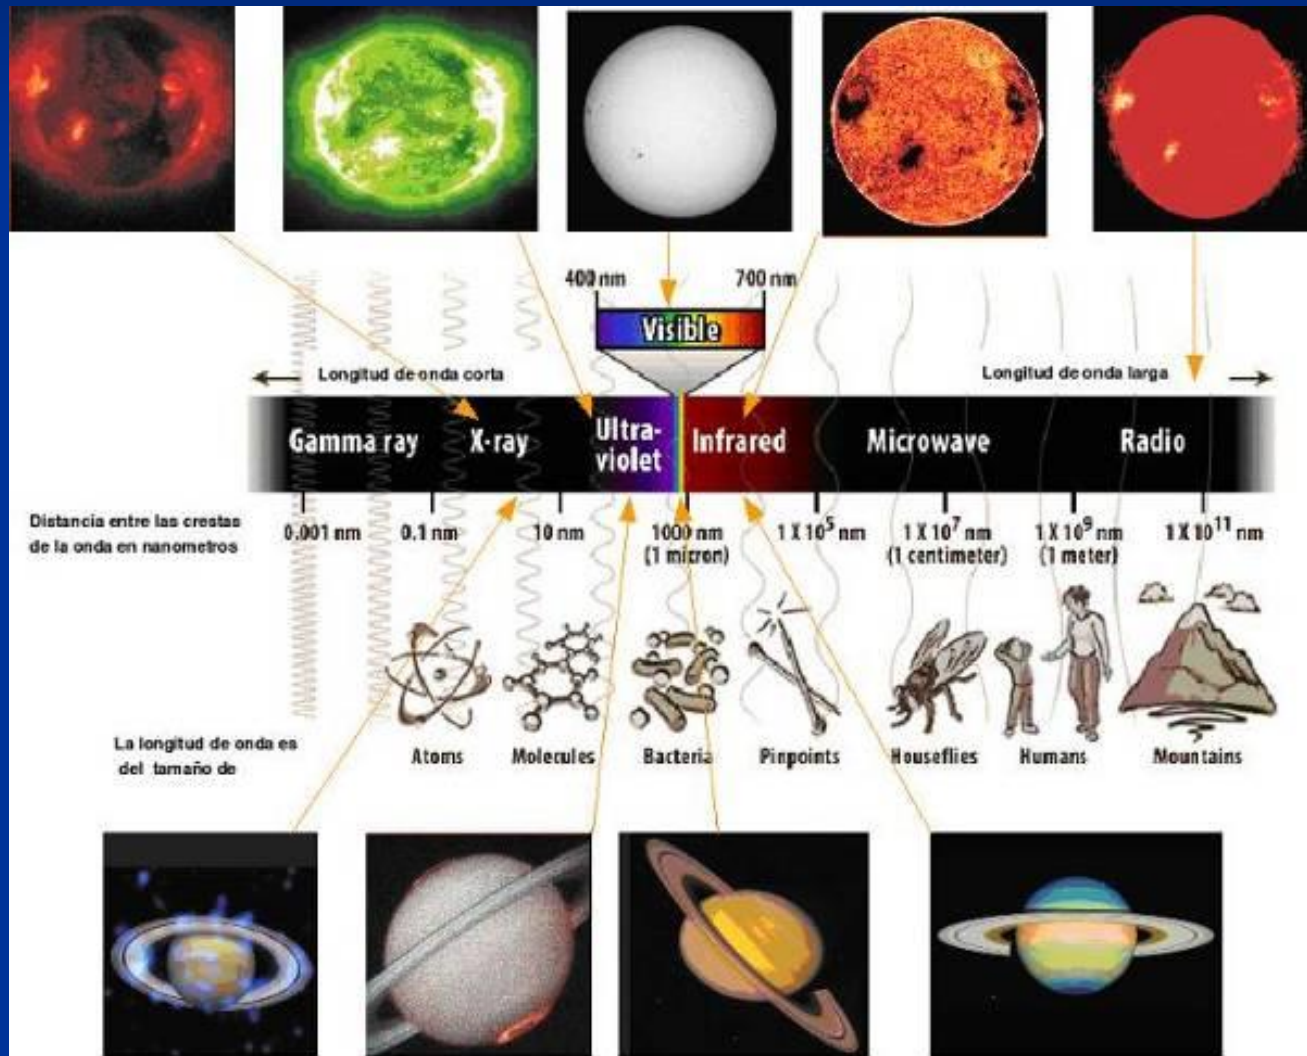 400 nm 700 nm
Visible
Longitud de onda corta Longitud de onda larga
Gamma ray X-ray Ultra-violet Infrared Microwave Radio
Distancia entre las crestas
de la onda en nanometros
0.001 nm 0.1 nm 10 nm 1000 nm 1 X 10⁵ nm 1 X 10⁷ nm 1 X 10⁹ nm 1 X 10¹¹ nm
(1 micron) (1 centimeter) (1 meter)
La longitud de onda es
del tamaño de
Atoms Molecules Bacteria Pinpoints Houseflies Humans Mountains